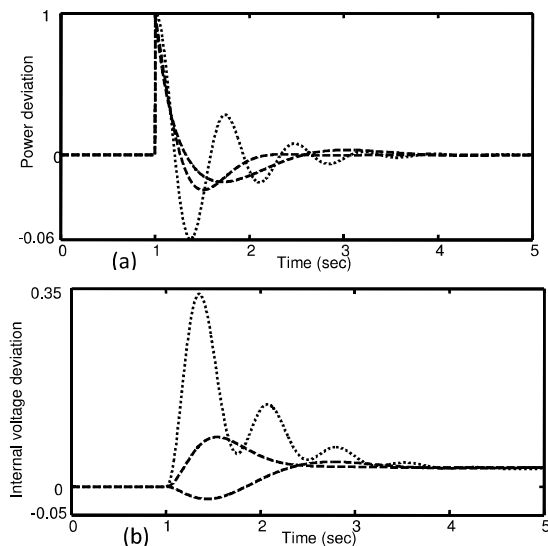 1
0
-0.06
Power deviation
0 1 2 3 4 5
Time (sec)
(a)
0.35
0
-0.05
Internal voltage deviation
0 1 2 3 4 5
Time (sec)
(b)